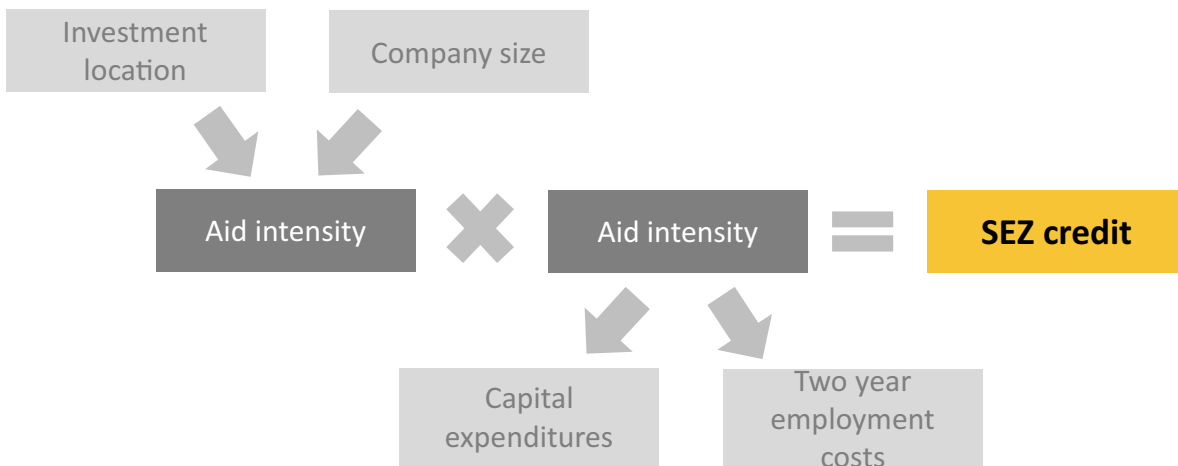 Investment
location
Company size
Aid intensity
Aid intensity
SEZ credit
Capital
expenditures
Two year
employment
costs